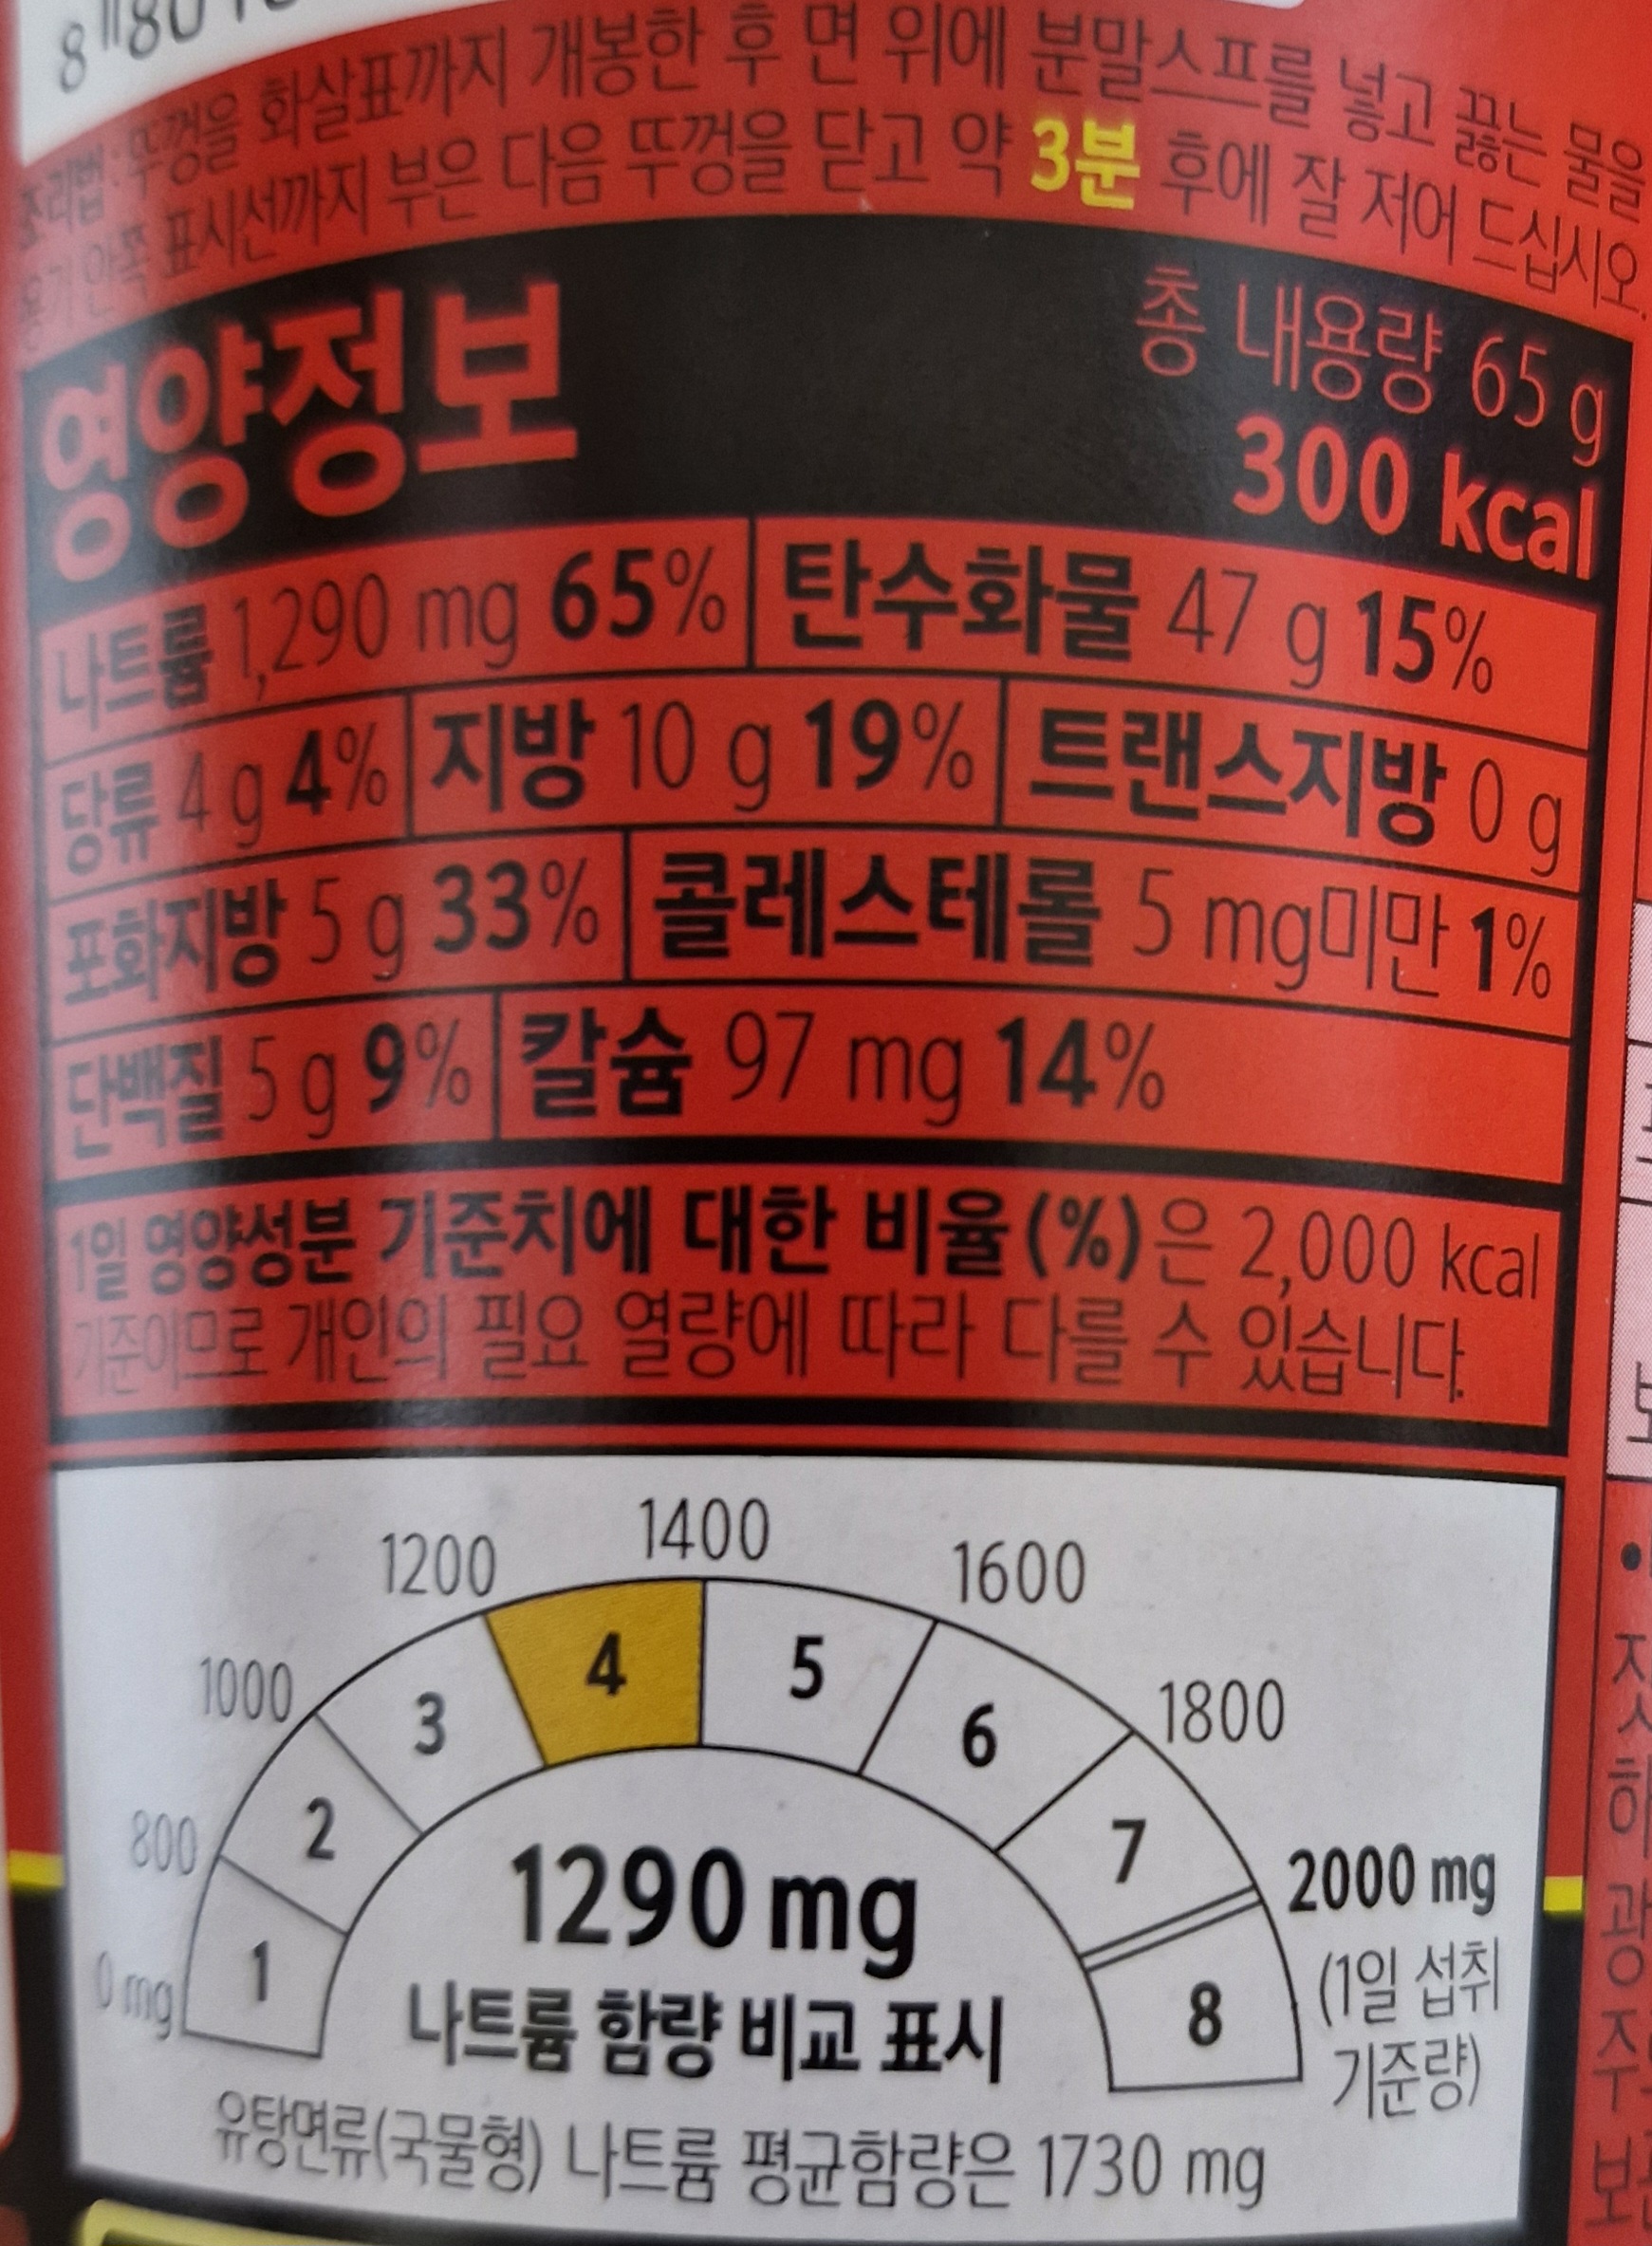 조리법: 뚜껑을 화살표까지 개봉한 후 면 위에 분말스프를 넣고 끓는 물을
용기 안쪽 표시선까지 부은 다음 뚜껑을 닫고 약 3분 후에 잘 저어 드십시오.
영양정보
총 내용량 65 g
300 kcal
나트륨 1,290 mg 65% 탄수화물 47 g 15%
당류 4 g 4% 지방 10 g 19% 트랜스지방 0 g
포화지방 5 g 33% 콜레스테롤 5 mg미만 1%
단백질 5 g 9% 칼슘 97 mg 14%
1일 영양성분 기준치에 대한 비율(%)은 2,000 kcal
기준이므로 개인의 필요 열량에 따라 다를 수 있습니다.
0 mg 800 1000 1200 1400 1600 1800 2000 mg
(1일 섭취
기준량)
1 2 3 4 5 6 7 8
1290 mg
나트륨 함량 비교 표시
유탕면류(국물형) 나트륨 평균함량은 1730 mg